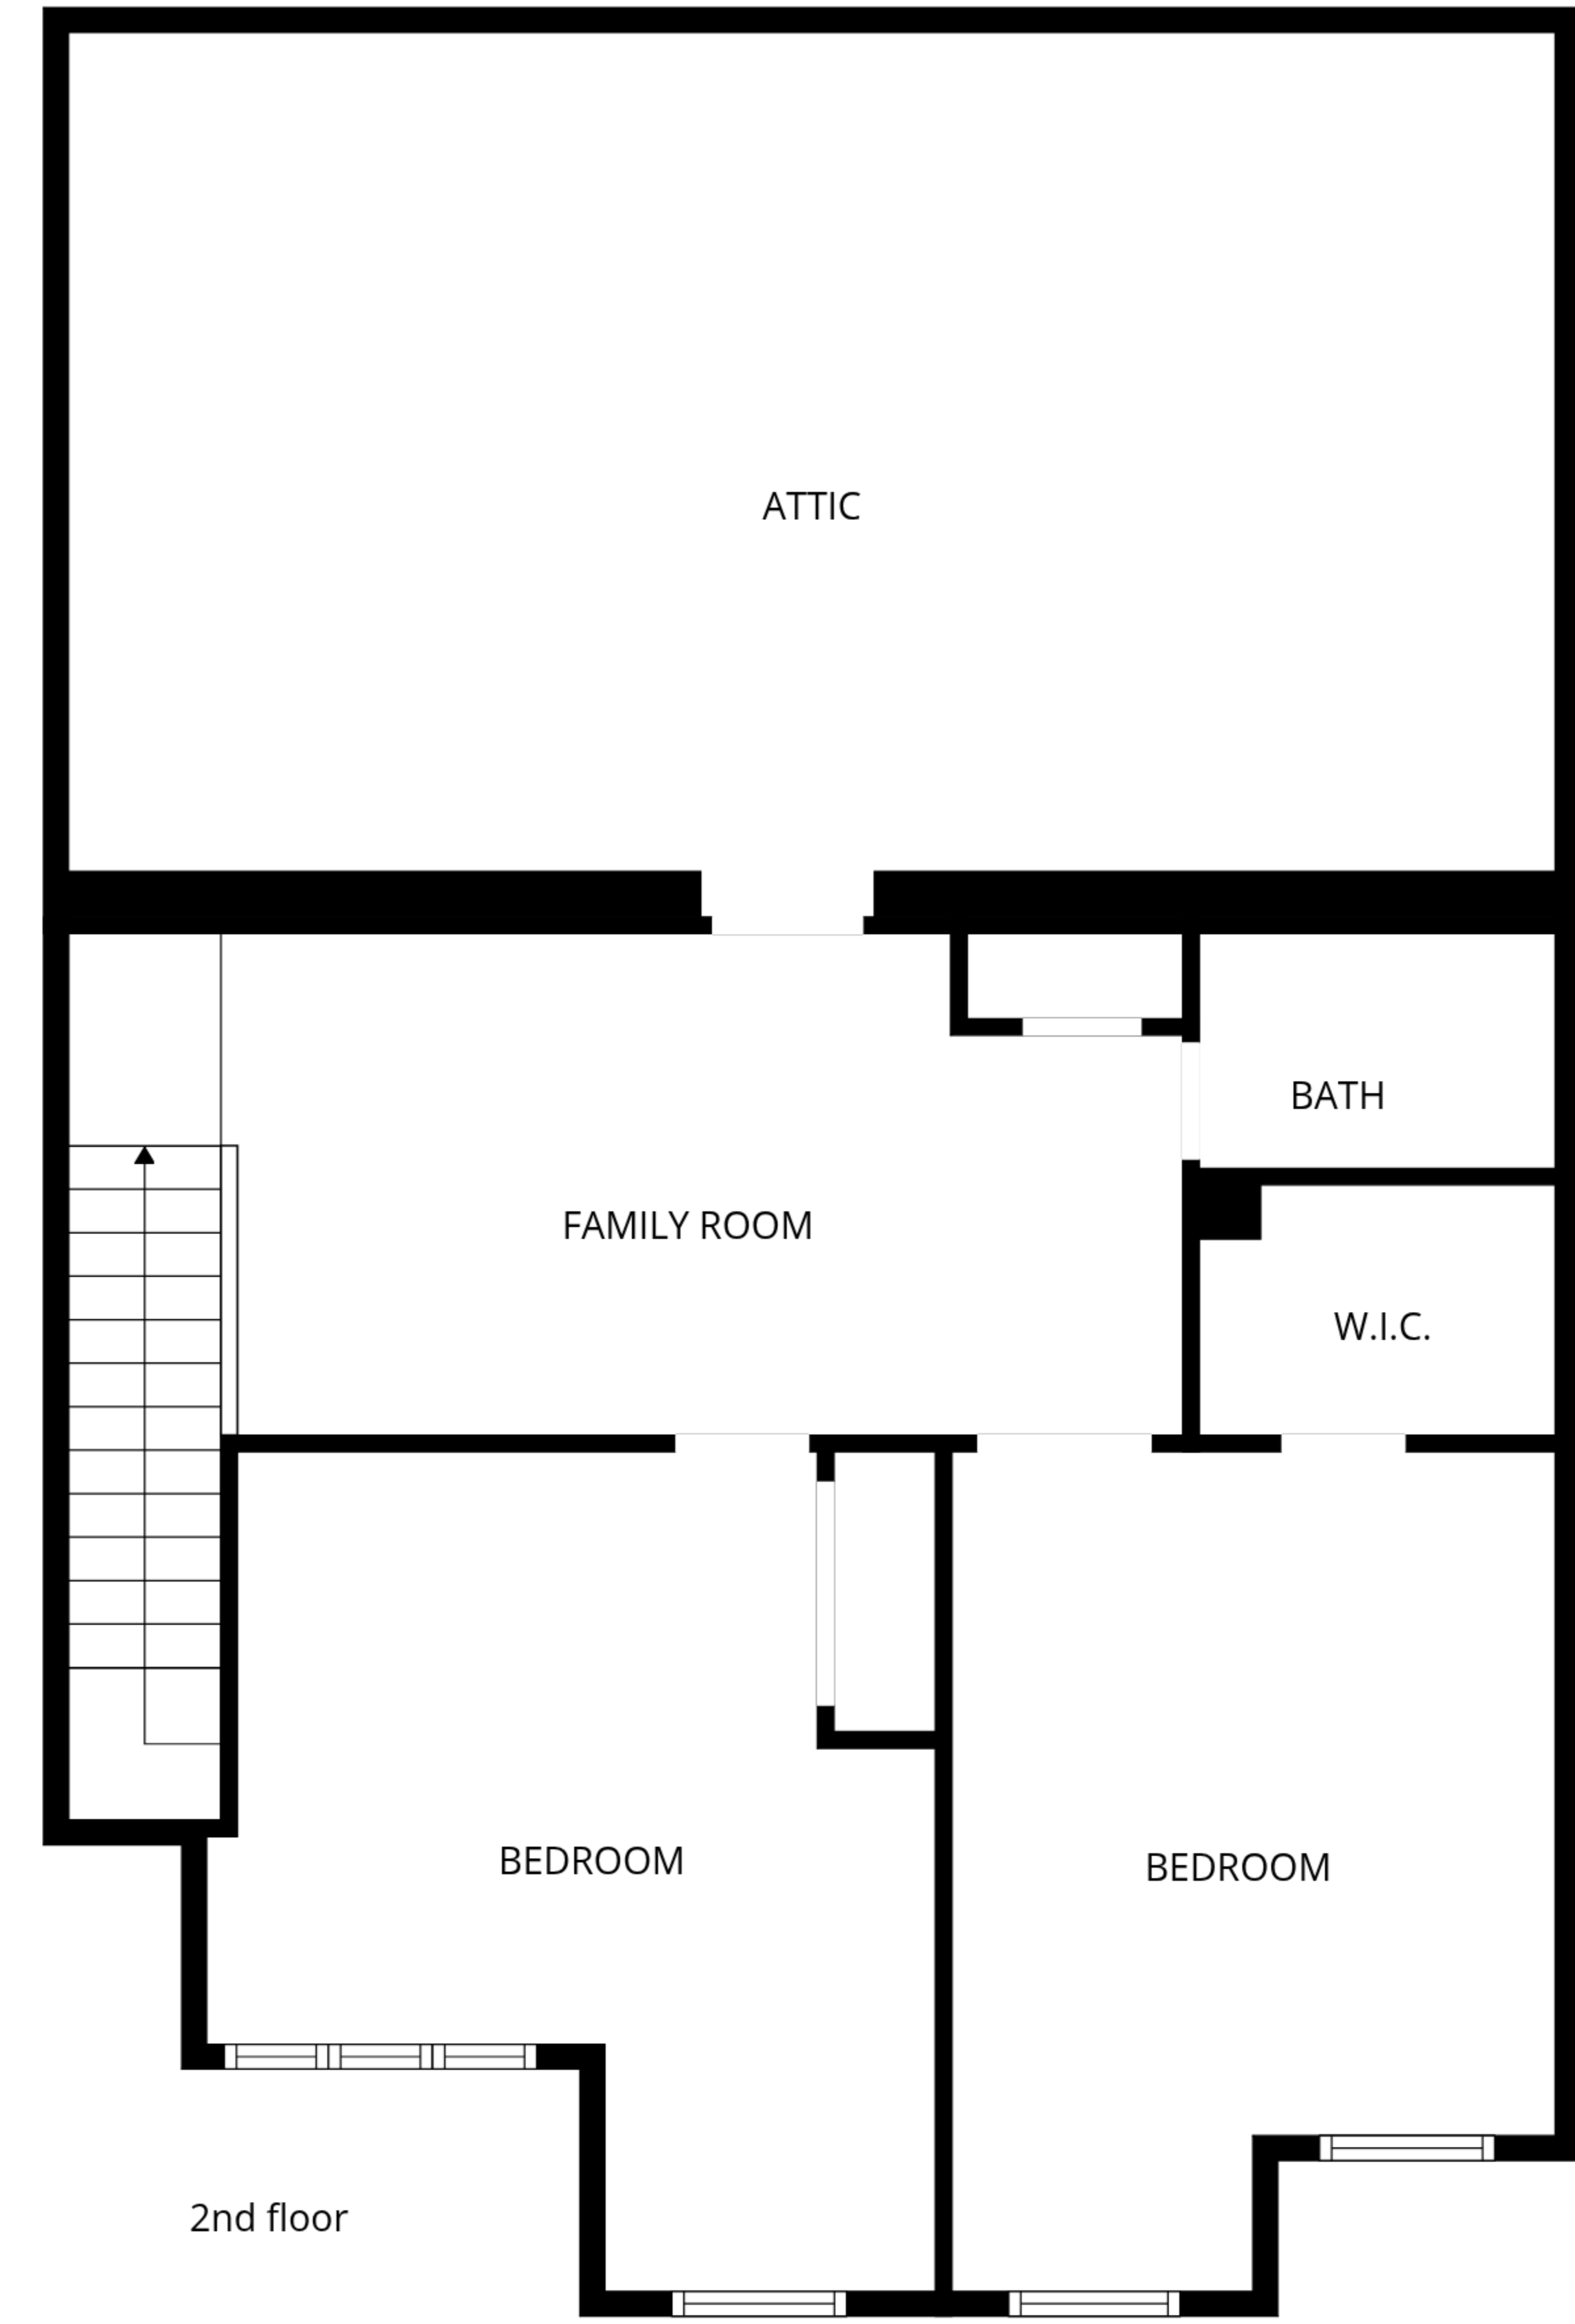 ATTIC
BATH
FAMILY ROOM
W.I.C.
BEDROOM
BEDROOM
2nd floor